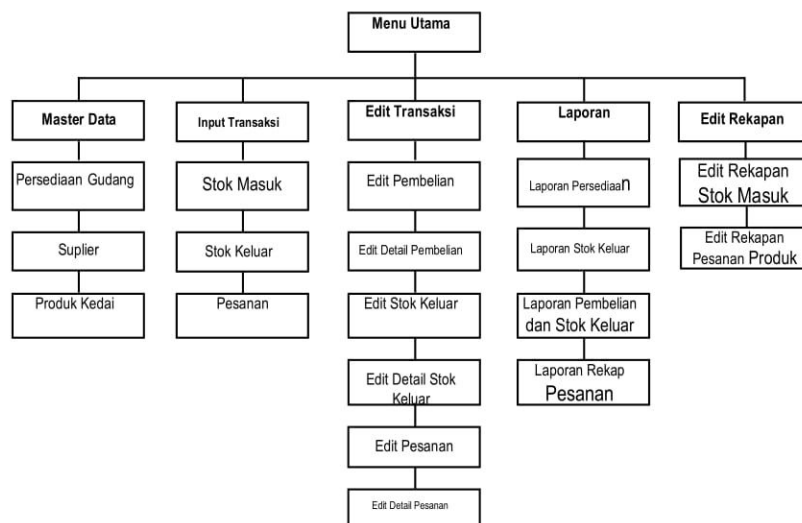 Menu Utama
Master Data
Persediaan Gudang
Suplier
Produk Kedai
Input Transaksi
Stok Masuk
Stok Keluar
Pesanan
Edit Transaksi
Edit Pembelian
Edit Detail Pembelian
Edit Stok Keluar
Edit Detail Stok
Keluar
Edit Pesanan
Edit Detail Pesanan
Laporan
Laporan Persediaan
Laporan Stok Keluar
Laporan Pembelian
dan Stok Keluar
Laporan Rekap
Pesanan
Edit Rekapan
Edit Rekapan
Stok Masuk
Edit Rekapan
Pesanan Produk